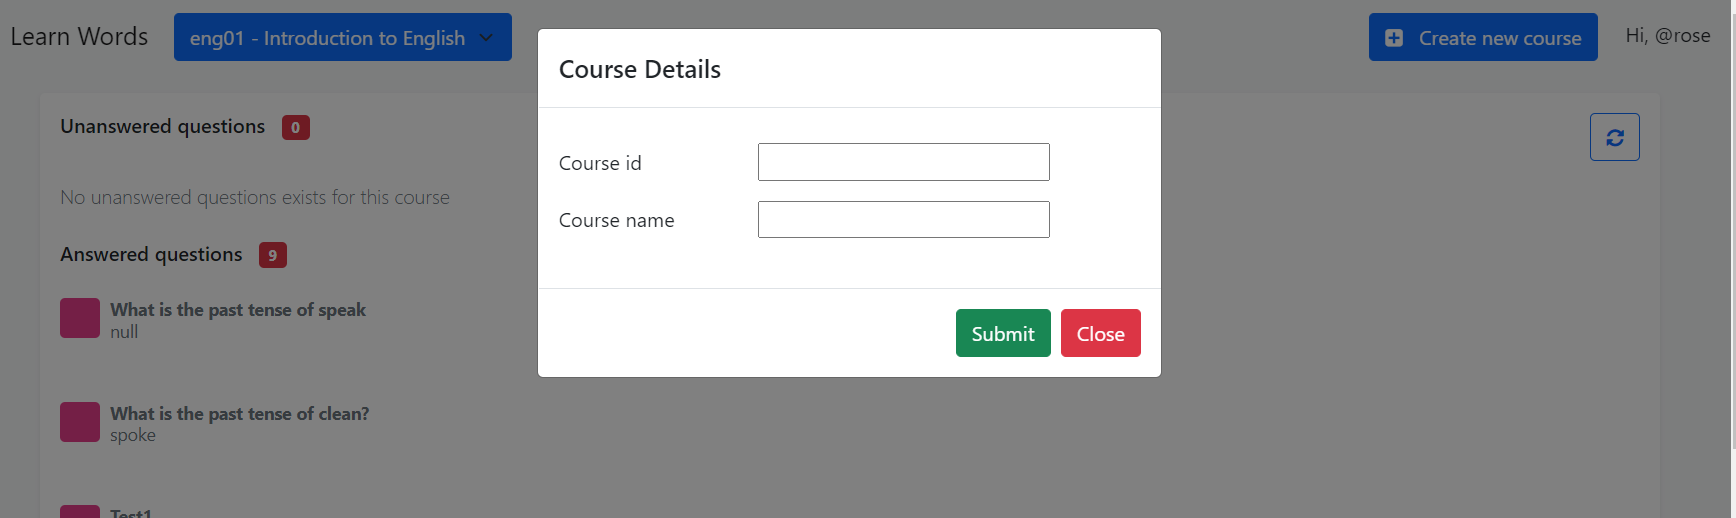 Learn Words
eng01 - Introduction to English
Create new course
Hi, @rose
Course Details
Course id
Course name
Submit
Close
Unanswered questions 0
No unanswered questions exists for this course
Answered questions 9
What is the past tense of speak
null
What is the past tense of clean?
spoke
Test1